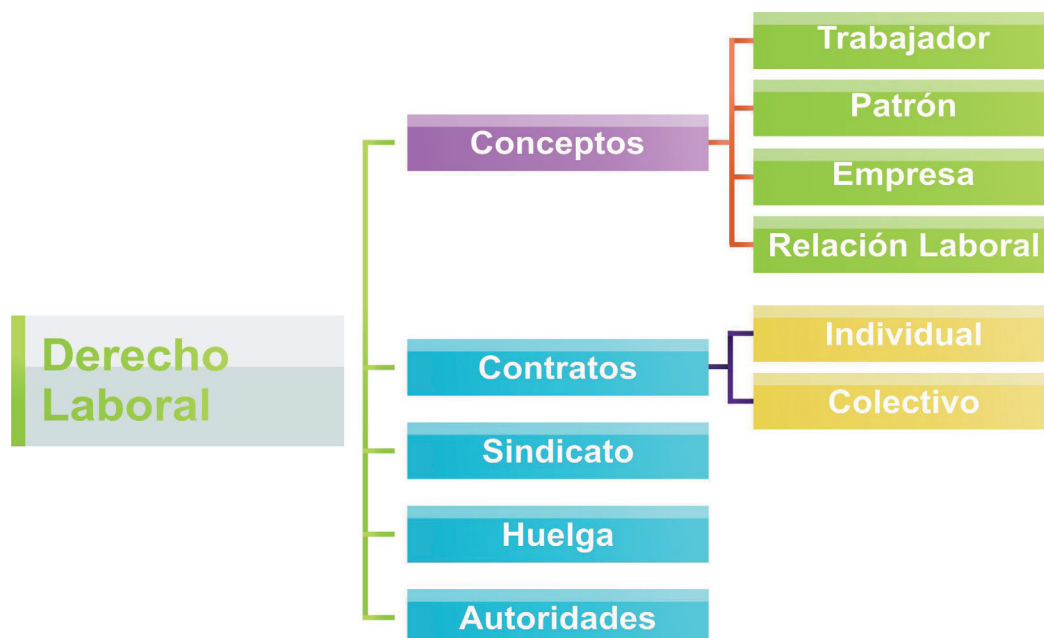 Derecho
Laboral
Conceptos
Trabajador
Patrón
Empresa
Relación Laboral
Contratos
Individual
Colectivo
Sindicato
Huelga
Autoridades